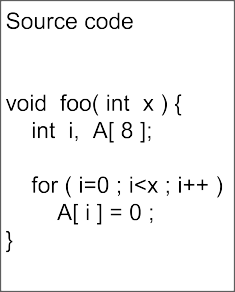 Source code
void foo( int x ) {
int i, A[ 8 ];
for ( i=0 ; i<x ; i++ )
A[ i ] = 0 ;
}